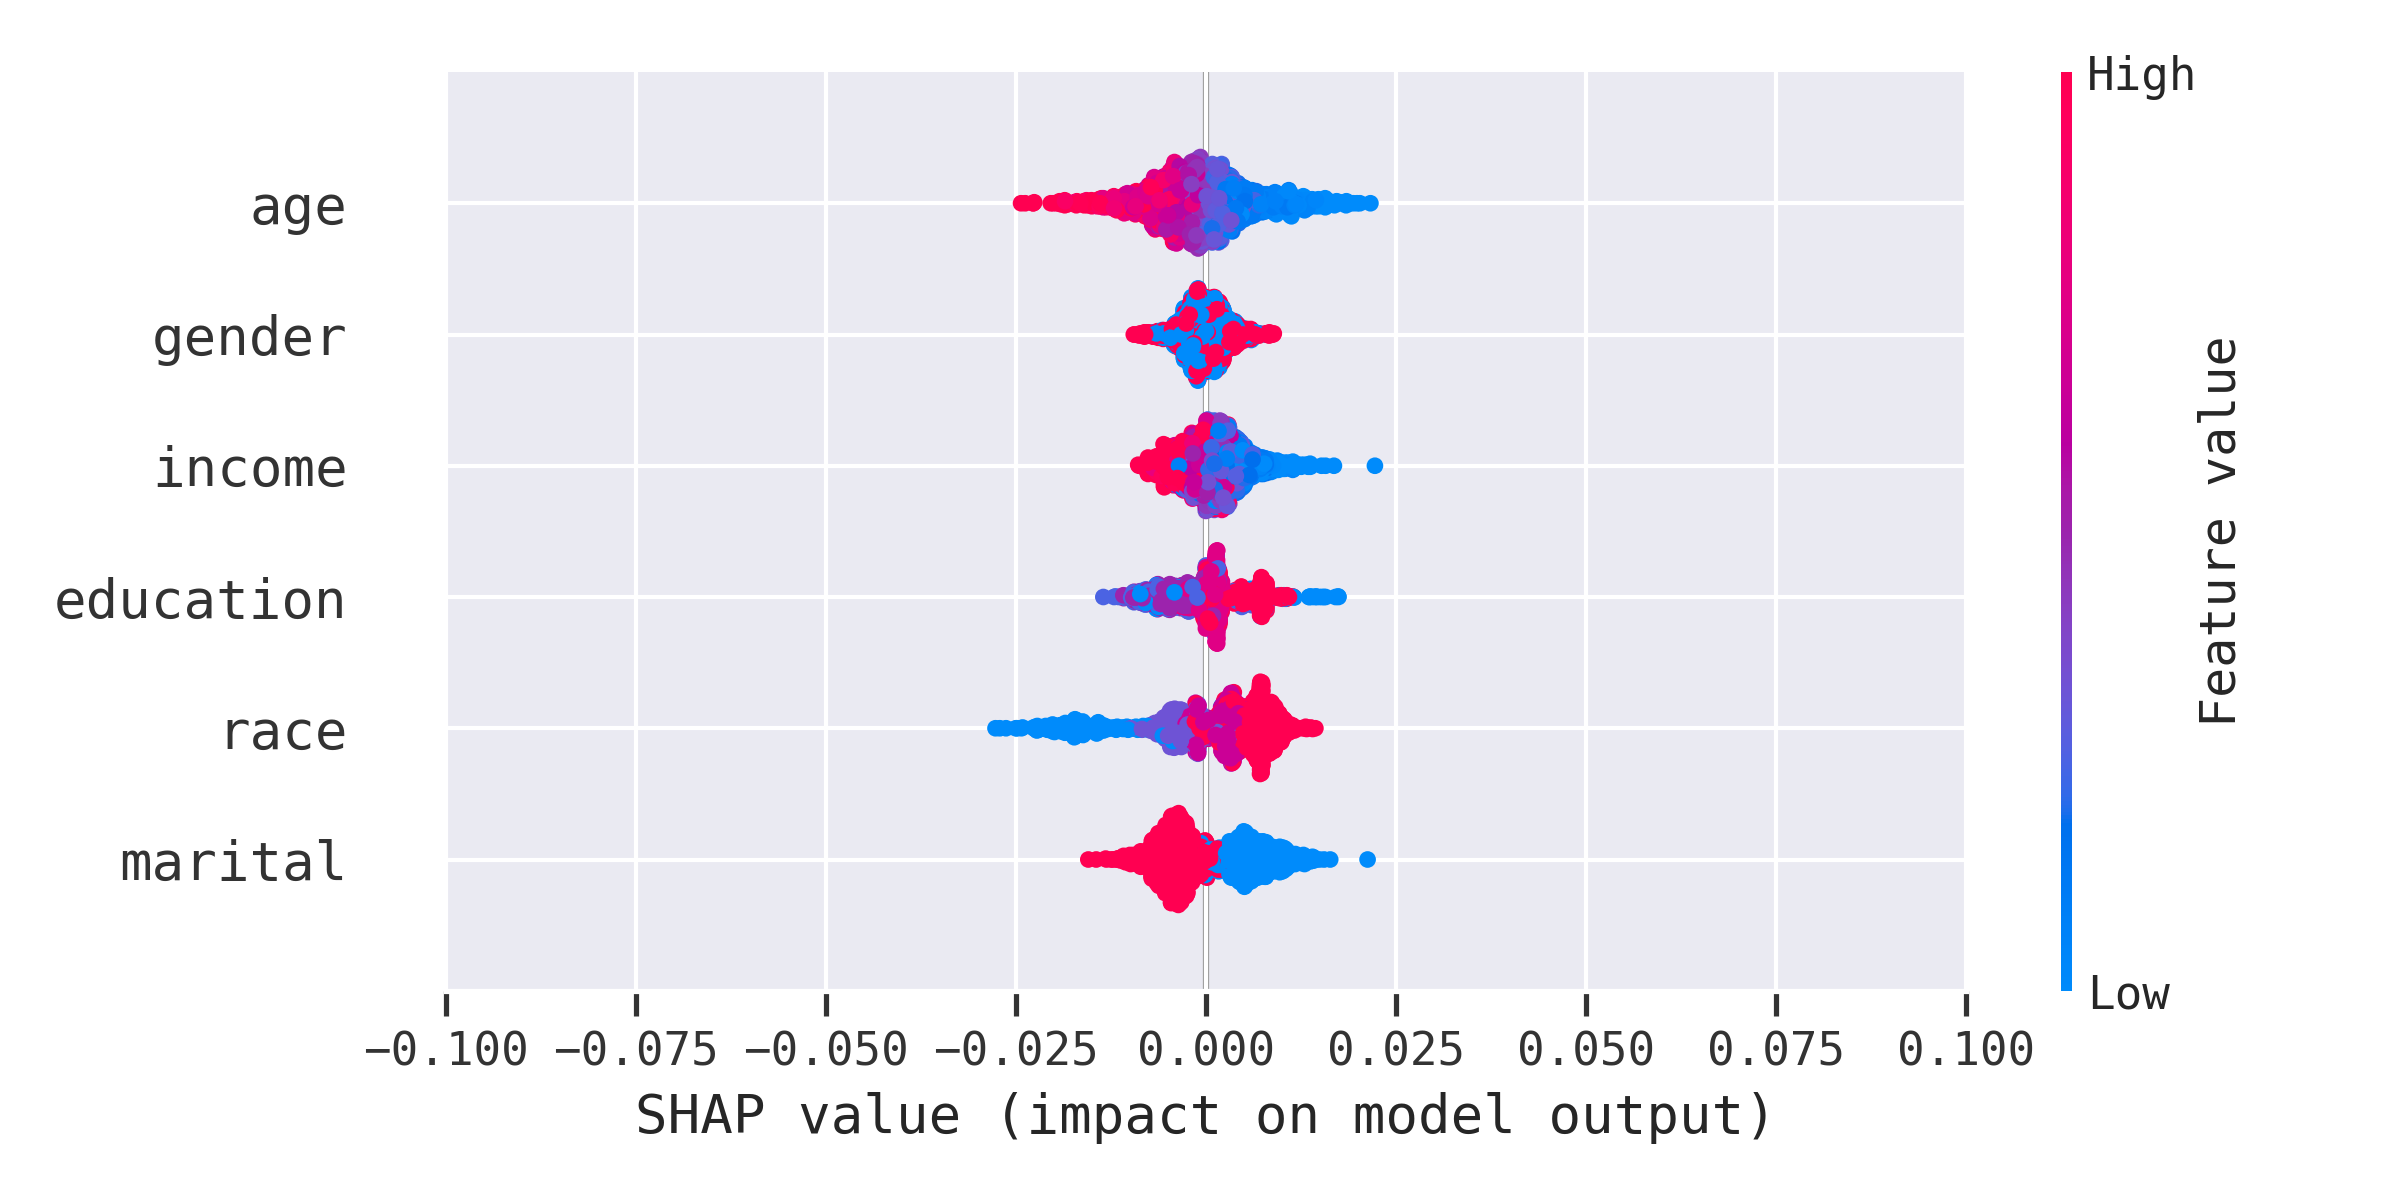 High
age
gender
income
education
race
marital
Feature value
Low
−0.100 −0.075 −0.050 −0.025 0.000 0.025 0.050 0.075 0.100
SHAP value (impact on model output)